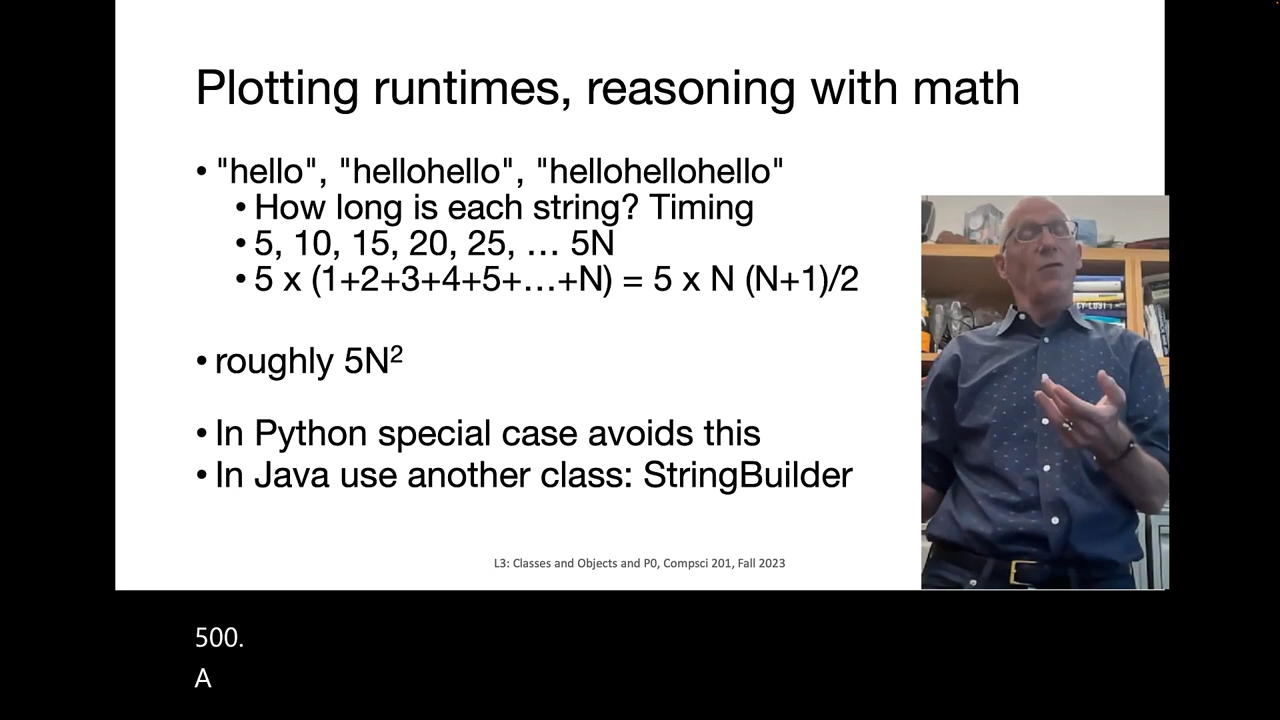 Plotting runtimes, reasoning with math
• "hello", "hellohello", "hellohellohello"
• How long is each string? Timing
• 5, 10, 15, 20, 25, … 5N
• 5 x (1+2+3+4+5+…+N) = 5 x N (N+1)/2
• roughly 5N²
• In Python special case avoids this
• In Java use another class: StringBuilder
L3: Classes and Objects and P0, Compsci 201, Fall 2023
500.
A